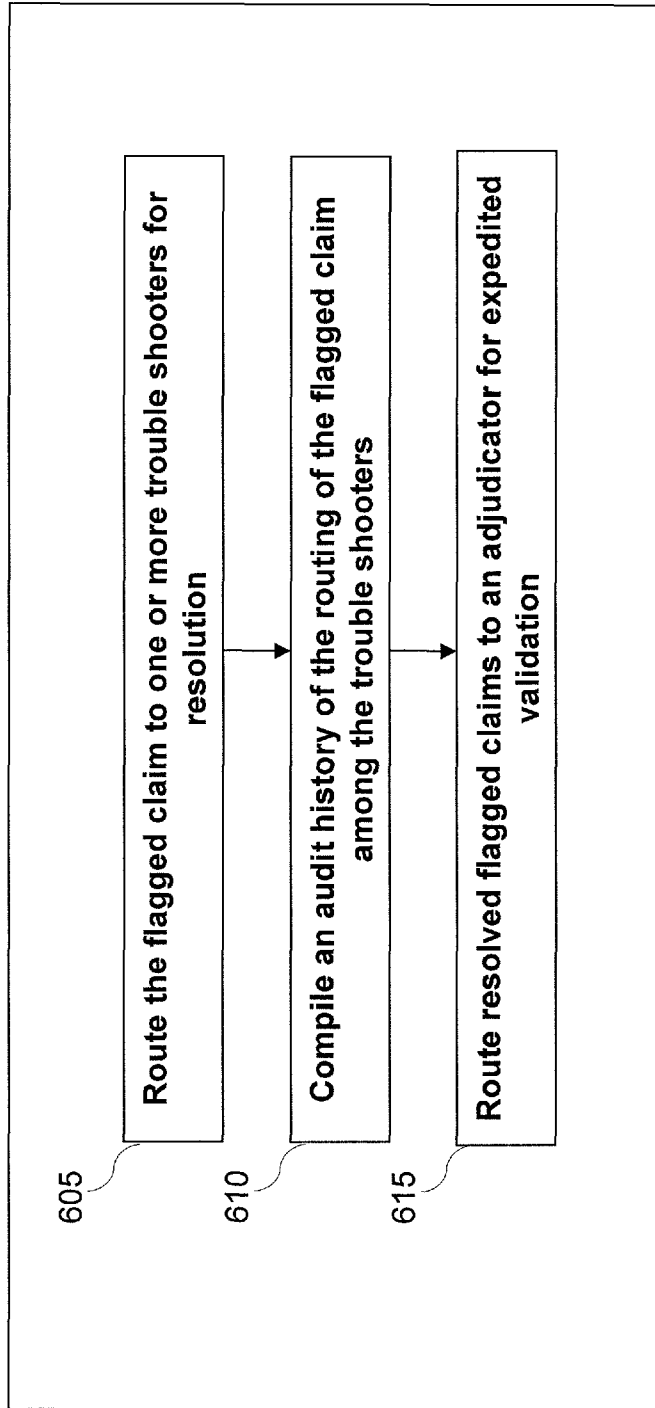 605
Route the flagged claim to one or more trouble shooters for
resolution
610
Compile an audit history of the routing of the flagged claim
among the trouble shooters
615
Route resolved flagged claims to an adjudicator for expedited
validation